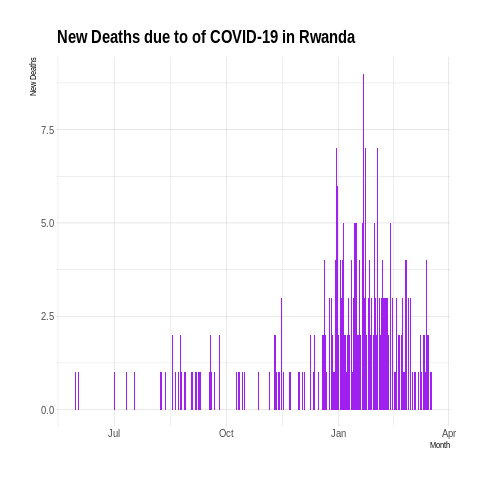 New Deaths due to of COVID-19 in Rwanda
New Deaths
7.5
5.0
2.5
0.0
Jul
Oct
Jan
Apr
Month